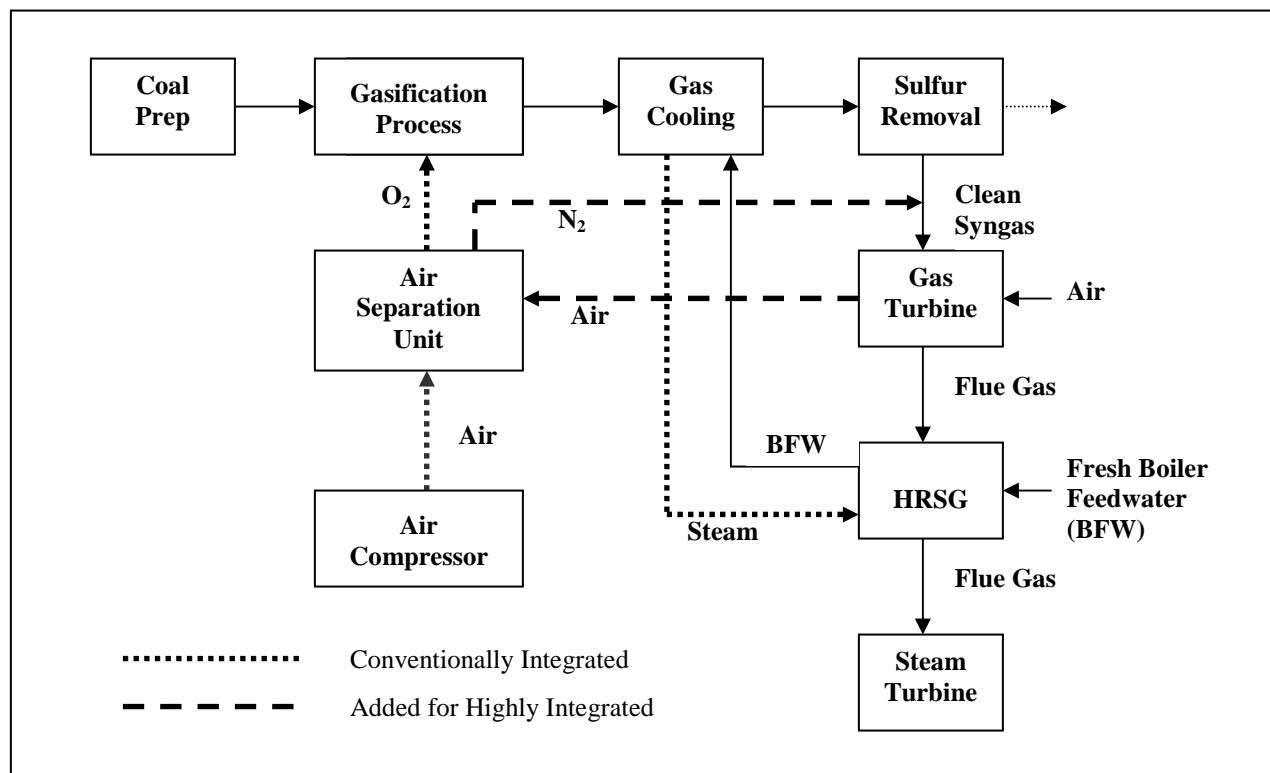 Coal
Prep
Gasification
Process
Gas
Cooling
Sulfur
Removal
O2
N2
Clean
Syngas
Air
Separation
Unit
Air
Gas
Turbine
Air
Flue Gas
Air
BFW
HRSG
Fresh Boiler
Feedwater
(BFW)
Air
Compressor
Steam
Flue Gas
Conventionally Integrated
Added for Highly Integrated
Steam
Turbine